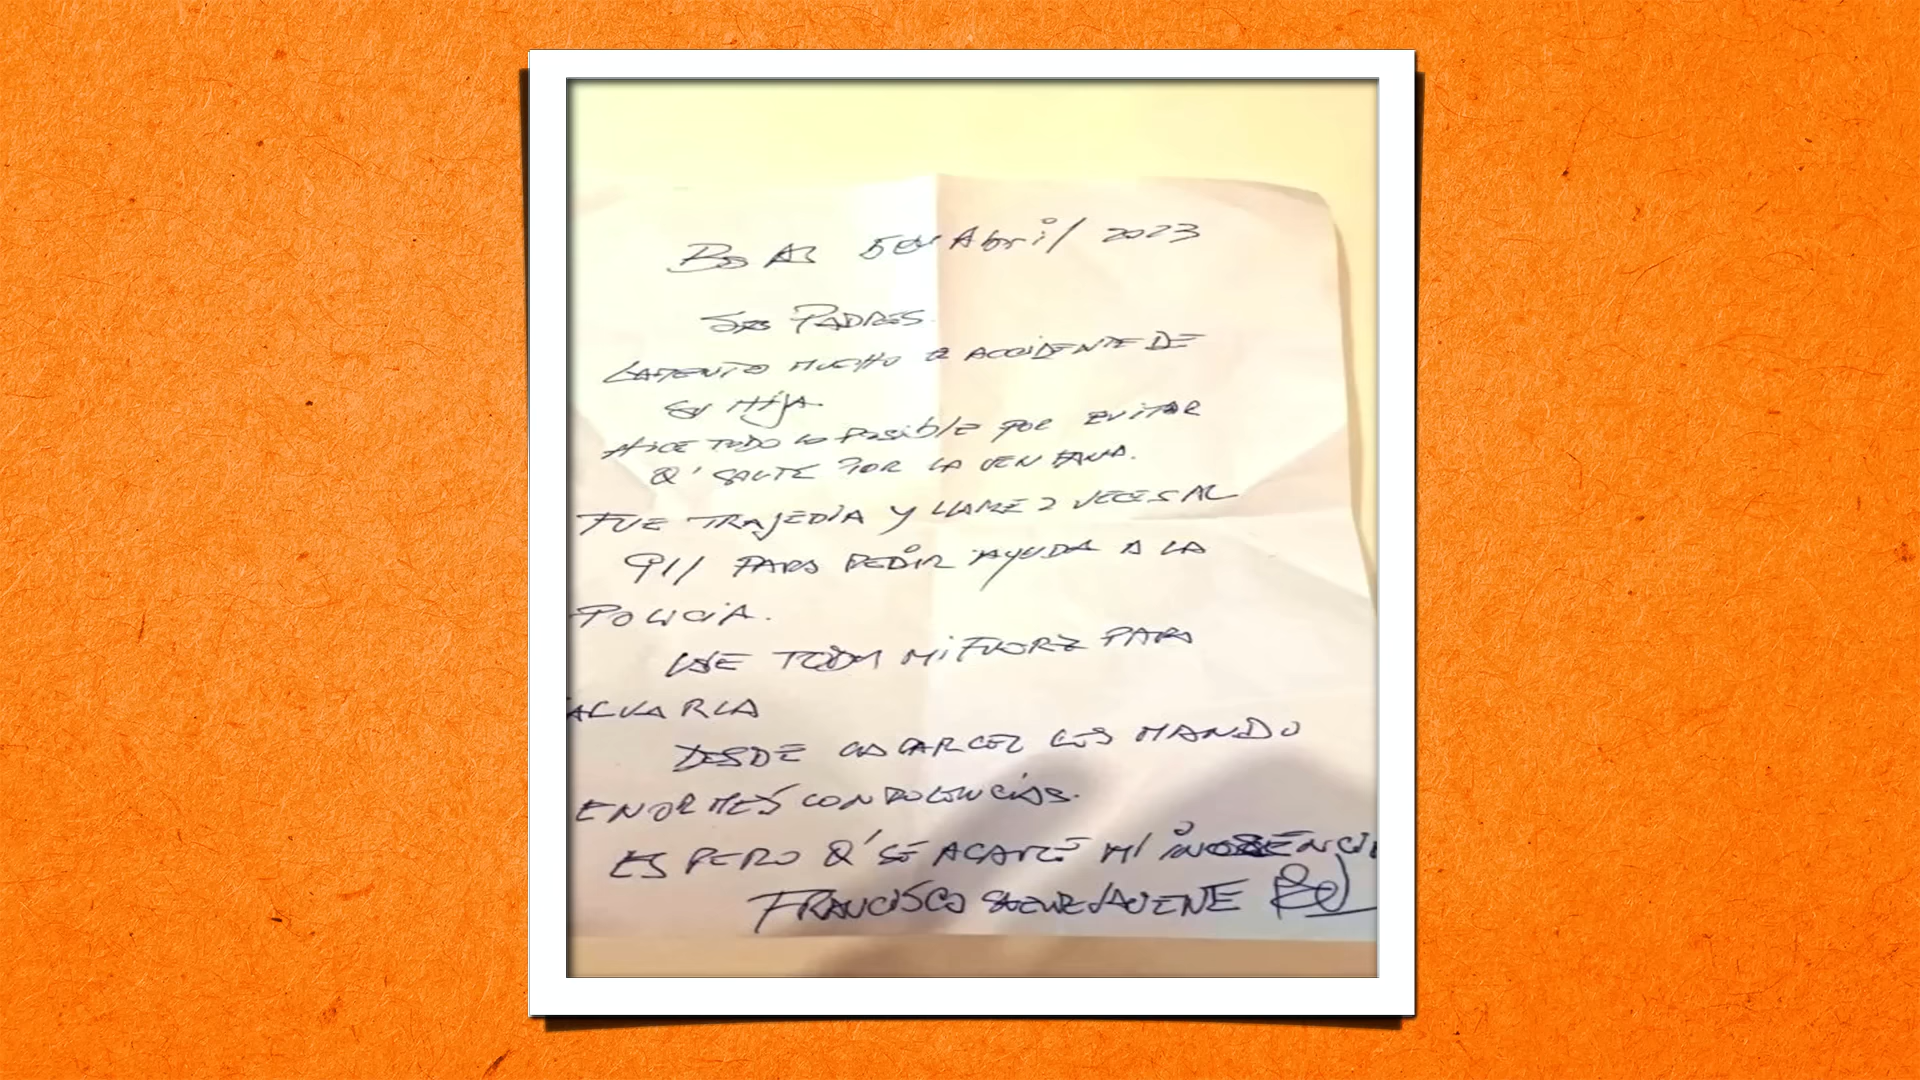 Bs As 5 de Abril/2023
Sres PADRES.
LAMENTO MUCHO EL ACCIDENTE DE
SU HIJA.
HICE TODO LO POSIBLE POR EVITAR
Q' SALTE POR LA VENTANA.
FUE TRAJEDIA Y LLAME 2 VECES AL
911 PARA PEDIR AYUDA A LA
POLICIA.
USE TODA MI FUERZA PARA
SALVARLA
DESDE LA CARCEL LES MANDO
ENORMES CONDOLENCIAS.
ESPERO Q' SE ACLARE MI INOCENCIA
FRANCISCO